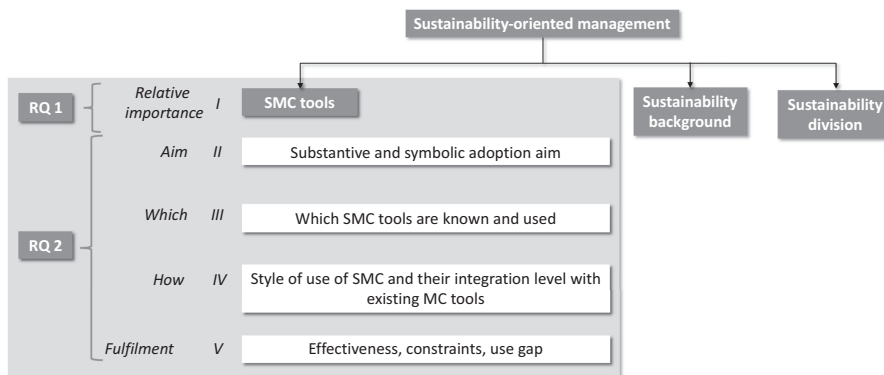 Sustainability-oriented management
RQ 1
Relative
importance
I
SMC tools
Sustainability
background
Sustainability
division
RQ 2
Aim
II
Substantive and symbolic adoption aim
Which
III
Which SMC tools are known and used
How
IV
Style of use of SMC and their integration level with
existing MC tools
Fulfilment
V
Effectiveness, constraints, use gap